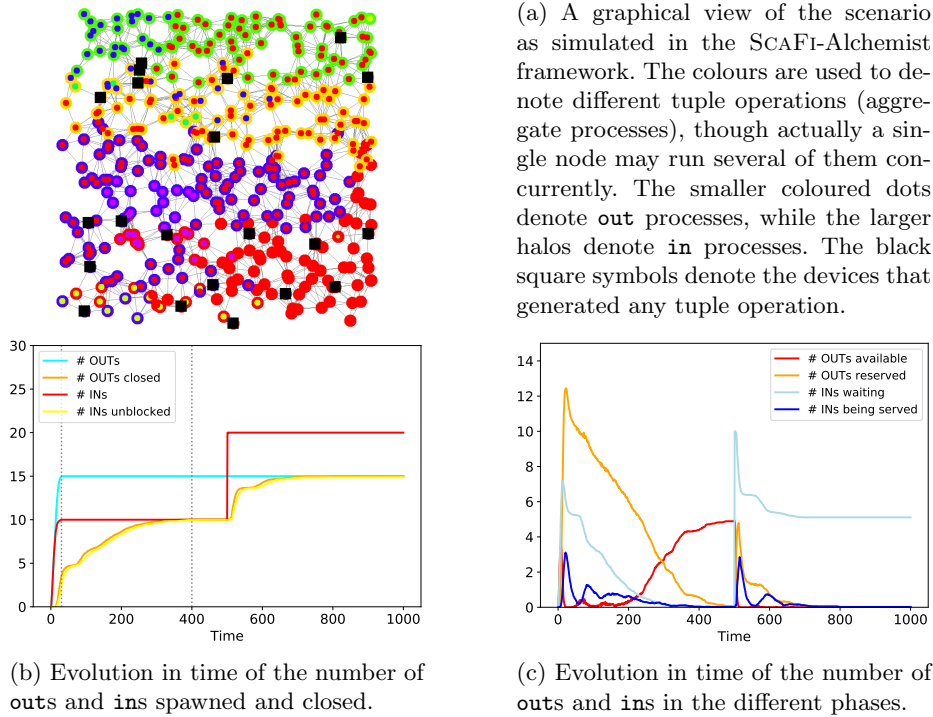 (a) A graphical view of the scenario
as simulated in the SCAFI-Alchemist
framework. The colours are used to de-
note different tuple operations (aggre-
gate processes), though actually a sin-
gle node may run several of them con-
currently. The smaller coloured dots
denote out processes, while the larger
halos denote in processes. The black
square symbols denote the devices that
generated any tuple operation.
30
25
20
15
10
5
0
# OUTs
# OUTs closed
# INs
# INs unblocked
0 200 400 600 800 1000
Time
14
12
10
8
6
4
2
0
# OUTs available
# OUTs reserved
# INs waiting
# INs being served
0 200 400 600 800 1000
Time
(b) Evolution in time of the number of
outs and ins spawned and closed.
(c) Evolution in time of the number of
outs and ins in the different phases.